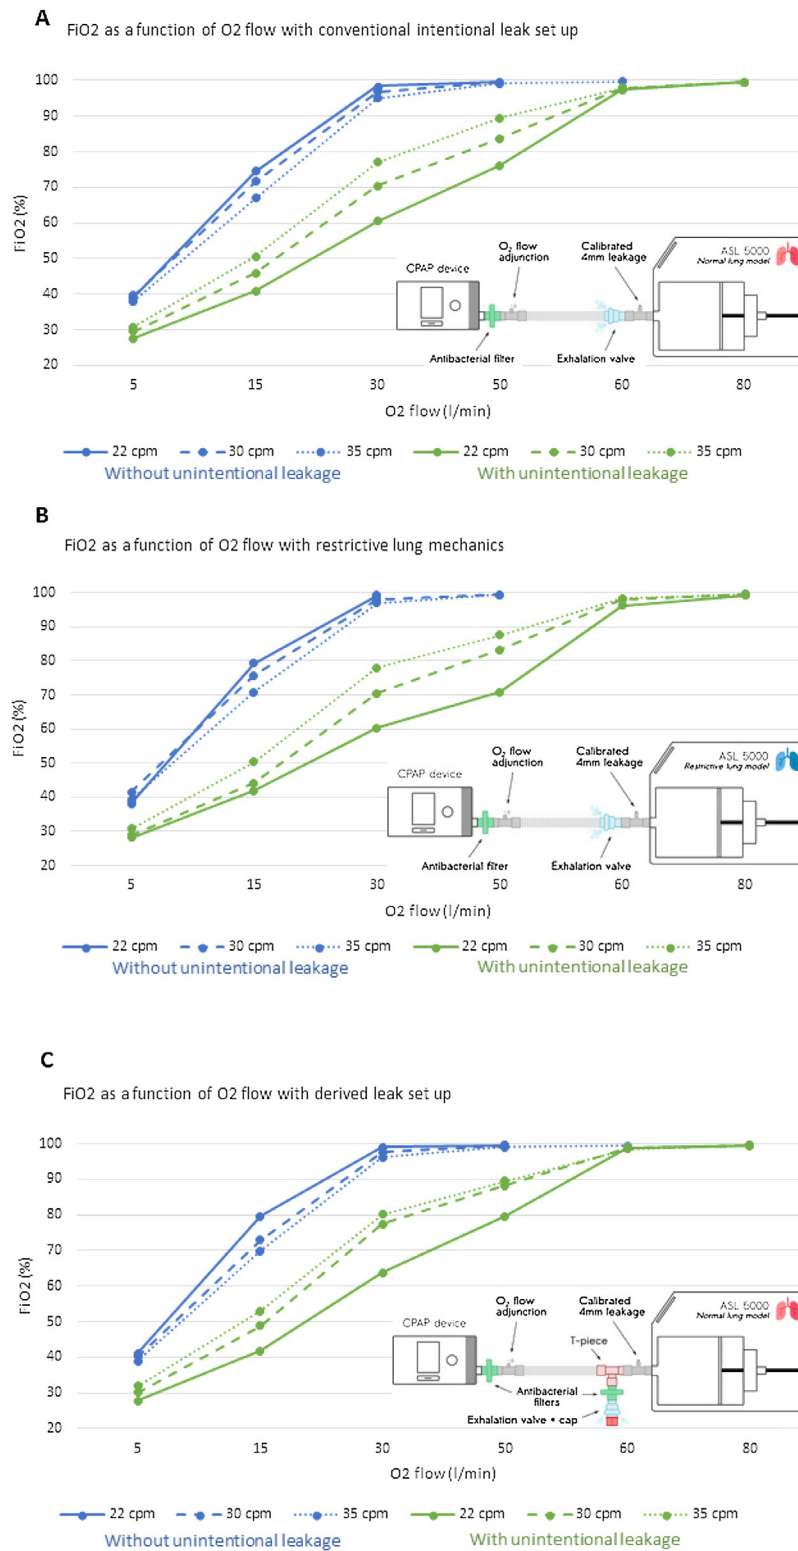 A
FiO2 as a function of O2 flow with conventional intentional leak set up
100
90
80
70
60
50
40
30
20
FiO2 (%)
5 15 30 50 60 80
O2 flow (l/min)
CPAP device
O2 flow adjunction
Calibrated 4mm leakage
ASL 5000
Normal lung model
Antibacterial filter
Exhalation valve
22 cpm 30 cpm 35 cpm 22 cpm 30 cpm 35 cpm
Without unintentional leakage With unintentional leakage
B
FiO2 as a function of O2 flow with restrictive lung mechanics
100
90
80
70
60
50
40
30
20
FiO2 (%)
5 15 30 50 60 80
O2 flow (l/min)
CPAP device
O2 flow adjunction
Calibrated 4mm leakage
ASL 5000
Restrictive lung model
Antibacterial filter
Exhalation valve
22 cpm 30 cpm 35 cpm 22 cpm 30 cpm 35 cpm
Without unintentional leakage With unintentional leakage
C
FiO2 as a function of O2 flow with derived leak set up
100
90
80
70
60
50
40
30
20
FiO2 (%)
5 15 30 50 60 80
O2 flow (l/min)
CPAP device
O2 flow adjunction
Calibrated 4mm leakage
T-piece
ASL 5000
Normal lung model
Antibacterial filters
Exhalation valve + cap
22 cpm 30 cpm 35 cpm 22 cpm 30 cpm 35 cpm
Without unintentional leakage With unintentional leakage